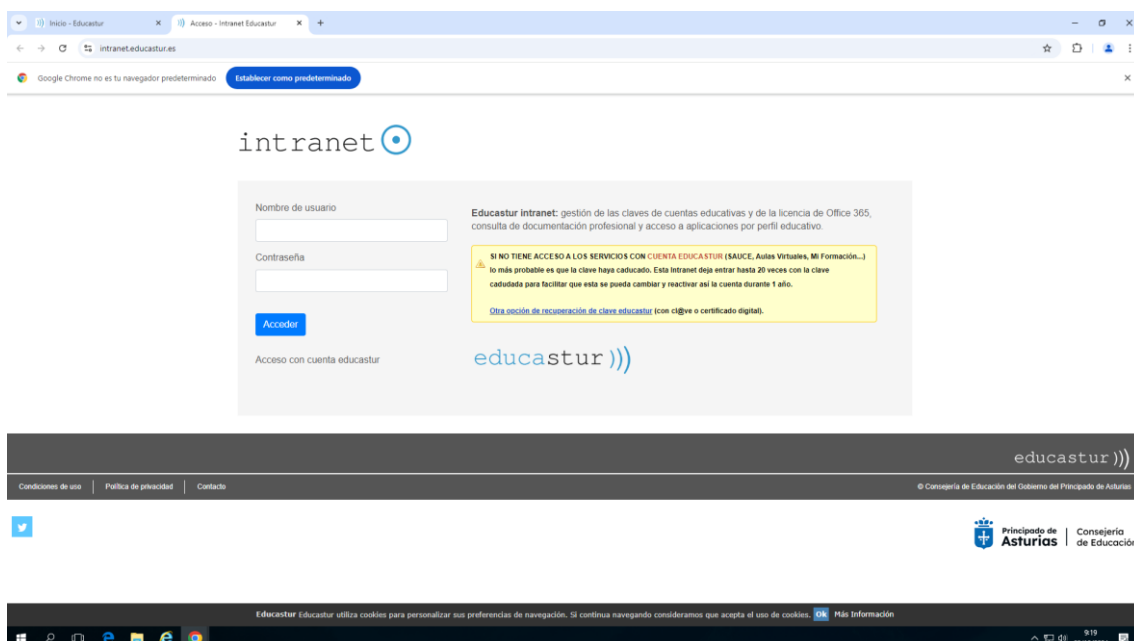 Inicio - Educastur
Acceso - Intranet Educastur
intranet.educastur.es
Google Chrome no es tu navegador predeterminado
Establecer como predeterminado
intranet
Nombre de usuario
Contraseña
Acceder
Acceso con cuenta educastur
Educastur intranet: gestión de las claves de cuentas educativas y de la licencia de Office 365,
consulta de documentación profesional y acceso a aplicaciones por perfil educativo.
SI NO TIENE ACCESO A LOS SERVICIOS CON CUENTA EDUCASTUR (SAUCE, Aulas Virtuales, Mi Formación...)
lo más probable es que la clave haya caducado. Esta Intranet deja entrar hasta 20 veces con la clave
cadudada para facilitar que esta se pueda cambiar y reactivar así la cuenta durante 1 año.
Otra opción de recuperación de clave educastur (con cl@ve o certificado digital).
educastur)))
educastur)))
Condiciones de uso
Política de privacidad
Contacto
© Consejería de Educación del Gobierno del Principado de Asturias
Principado de
Asturias
Consejería
de Educación
Educastur Educastur utiliza cookies para personalizar sus preferencias de navegación. Si continua navegando consideramos que acepta el uso de cookies. Ok Más Información
9:19